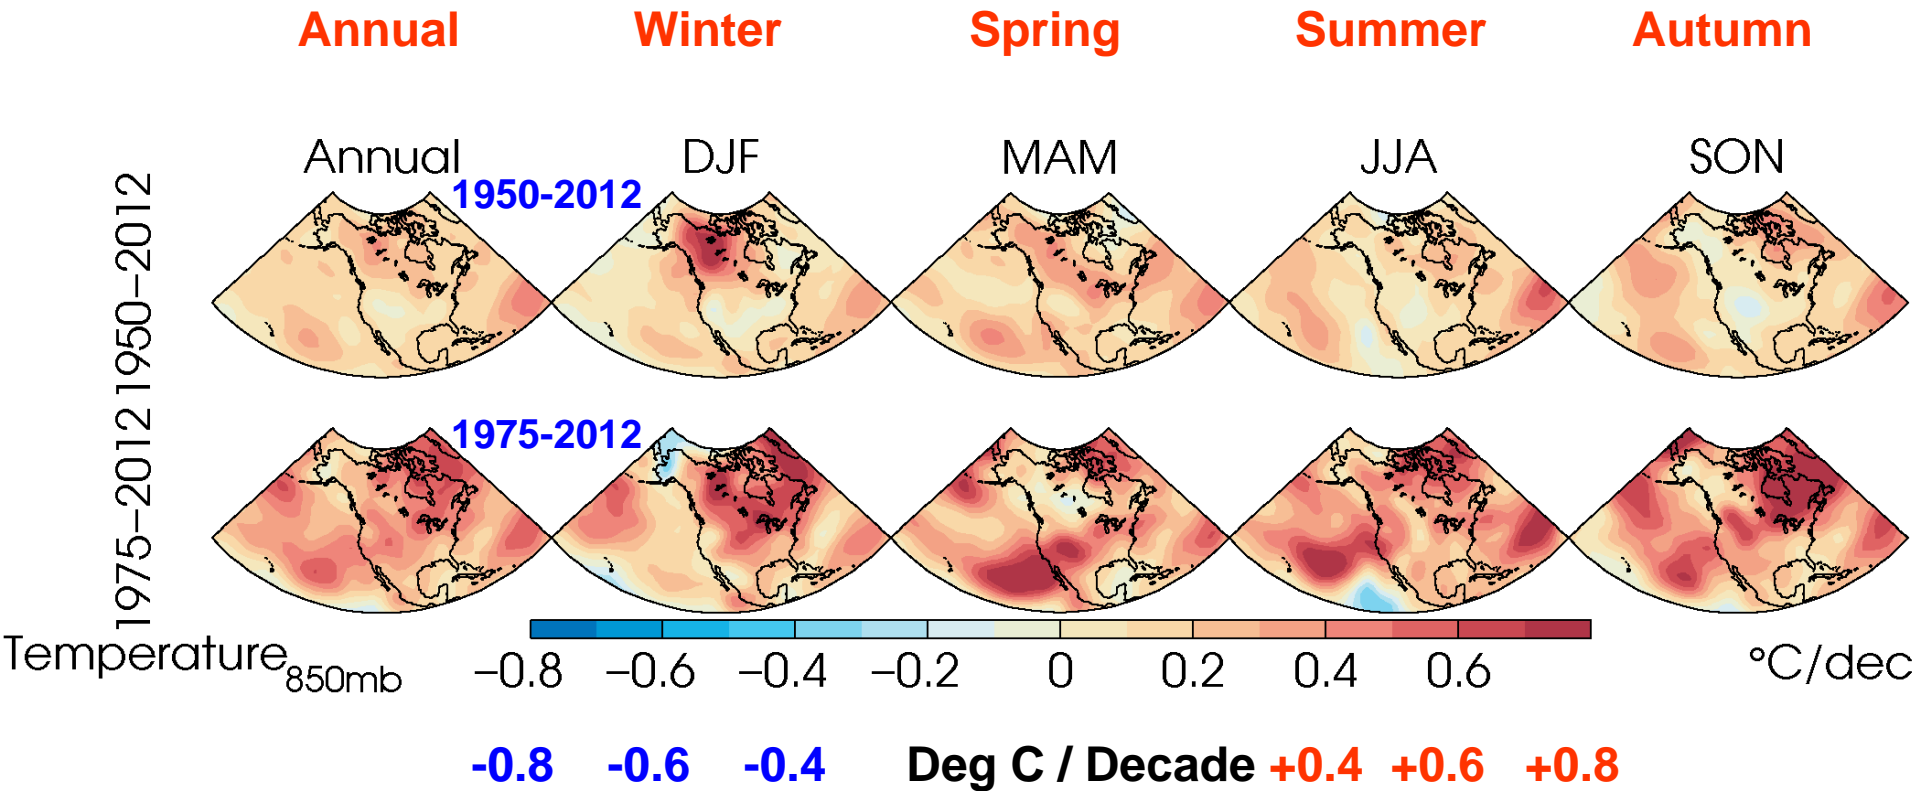 Annual Winter Spring Summer Autumn
Annual DJF MAM JJA SON
1950-2012
1950–2012
1975-2012
1975–2012
Temperature850mb −0.8 −0.6 −0.4 −0.2 0 0.2 0.4 0.6 °C/dec
-0.8 -0.6 -0.4 Deg C / Decade +0.4 +0.6 +0.8